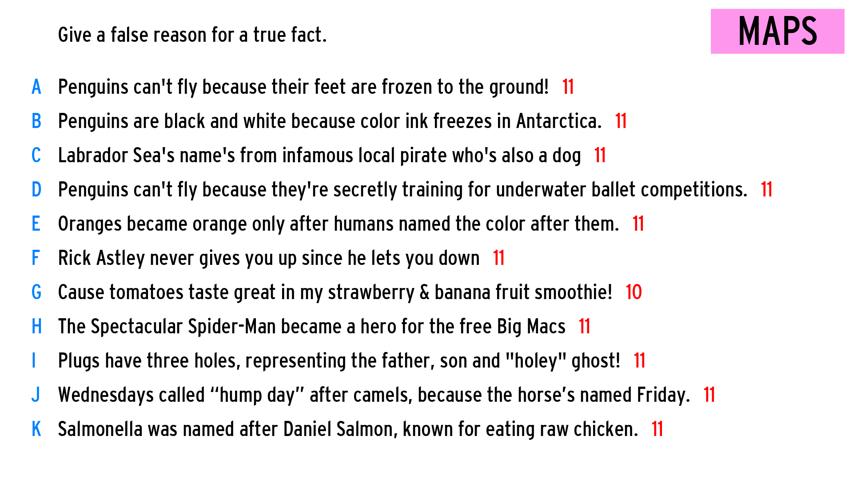 Give a false reason for a true fact.
MAPS
A Penguins can't fly because their feet are frozen to the ground! 11
B Penguins are black and white because color ink freezes in Antarctica. 11
C Labrador Sea's name's from infamous local pirate who's also a dog 11
D Penguins can't fly because they're secretly training for underwater ballet competitions. 11
E Oranges became orange only after humans named the color after them. 11
F Rick Astley never gives you up since he lets you down 11
G Cause tomatoes taste great in my strawberry & banana fruit smoothie! 10
H The Spectacular Spider-Man became a hero for the free Big Macs 11
I Plugs have three holes, representing the father, son and "holey" ghost! 11
J Wednesdays called “hump day” after camels, because the horse’s named Friday. 11
K Salmonella was named after Daniel Salmon, known for eating raw chicken. 11